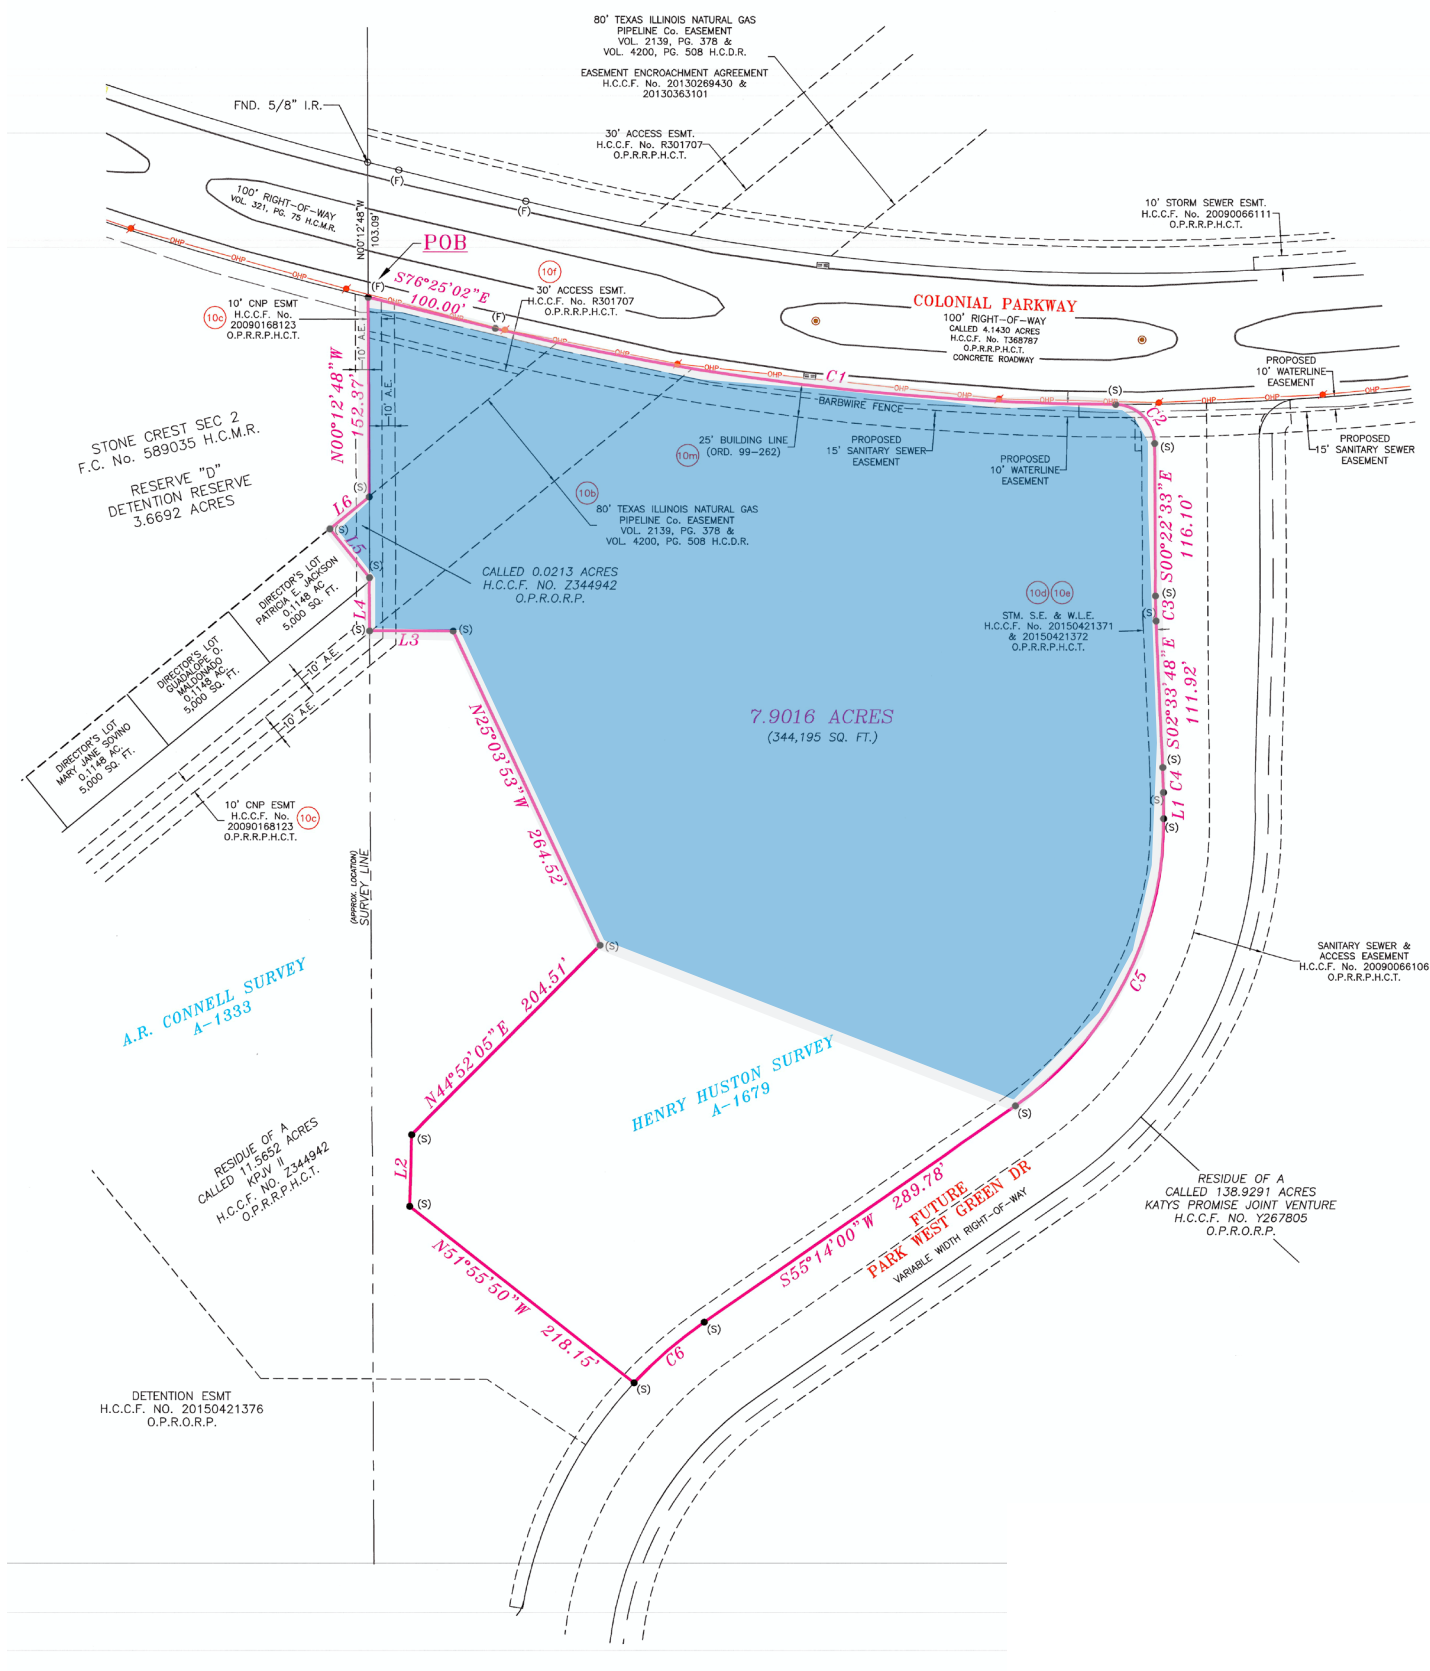 80' TEXAS ILLINOIS NATURAL GAS
PIPELINE Co. EASEMENT
VOL. 2139, PG. 378 &
VOL. 4200, PG. 508 H.C.D.R.
EASEMENT ENCROACHMENT AGREEMENT
H.C.C.F. No. 20130269430 &
20130363101
FND. 5/8" I.R.
30' ACCESS ESMT.
H.C.C.F. No. R301707
O.P.R.R.P.H.C.T.
(F)
(F)
100' RIGHT-OF-WAY
VOL. 321, PG. 75 H.C.M.R.
N00°12'48"W
103.09'
10' STORM SEWER ESMT.
H.C.C.F. No. 20090066111
O.P.R.R.P.H.C.T.
OHP
OHP
POB
(F)
S76°25'02"E
100.00'
OHP
10f
30' ACCESS ESMT.
H.C.C.F. No. R301707
O.P.R.R.P.H.C.T.
10' CNP ESMT
H.C.C.F. No.
20090168123
O.P.R.R.P.H.C.T.
10c
(F)
OHP
OHP
OHP
OHP
OHP
OHP
OHP
OHP
COLONIAL PARKWAY
100' RIGHT-OF-WAY
CALLED 4.1430 ACRES
H.C.C.F. No. T368787
O.P.R.R.P.H.C.T.
CONCRETE ROADWAY
PROPOSED
10' WATERLINE
EASEMENT
10' A.E.
10' A.E.
N00°12'48"W
152.37'
C1
(S)
C2
BARBWIRE FENCE
(S)
25' BUILDING LINE
(ORD. 99-262)
10m
PROPOSED
15' SANITARY SEWER
EASEMENT
PROPOSED
10' WATERLINE
EASEMENT
PROPOSED
15' SANITARY SEWER
EASEMENT
STONE CREST SEC 2
F.C. No. 589035 H.C.M.R.
RESERVE "D"
DETENTION RESERVE
3.6692 ACRES
(S)
L6
(S)
L5
(S)
10b
80' TEXAS ILLINOIS NATURAL GAS
PIPELINE Co. EASEMENT
VOL. 2139, PG. 378 &
VOL. 4200, PG. 508 H.C.D.R.
S00°22'33"E
116.10'
CALLED 0.0213 ACRES
H.C.C.F. NO. Z344942
O.P.R.O.R.P.
DIRECTOR'S LOT
PATRICIA E. JACKSON
0.1148 AC
5,000 SQ. FT.
L4
(S)
L3
(S)
10d
10e
STM. S.E. & W.L.E.
H.C.C.F. No. 20150421371
& 20150421372
O.P.R.R.P.H.C.T.
(S)
C3
(S)
DIRECTOR'S LOT
GUADALOPE O.
MALDONADO
0.1148 AC.
5,000 SQ. FT.
10' A.E.
10' A.E.
S02°33'48"E
111.92'
7.9016 ACRES
(344,195 SQ. FT.)
N25°03'53"W
264.52'
DIRECTOR'S LOT
MARY JANE SOVINO
0.1148 AC.
5,000 SQ. FT.
(S)
C4
(S)
L1
(S)
10' CNP ESMT
H.C.C.F. No.
20090168123
O.P.R.R.P.H.C.T.
10c
(APPROX. LOCATION)
SURVEY LINE
(S)
SANITARY SEWER &
ACCESS EASEMENT
H.C.C.F. No. 20090066106
O.P.R.R.P.H.C.T.
A.R. CONNELL SURVEY
A-1333
N44°52'05"E
204.51'
C5
HENRY HUSTON SURVEY
A-1679
(S)
(S)
L2
(S)
RESIDUE OF A
CALLED 11.5652 ACRES
KPJV II
H.C.C.F. NO. Z344942
O.P.R.R.P.H.C.T.
RESIDUE OF A
CALLED 138.9291 ACRES
KATYS PROMISE JOINT VENTURE
H.C.C.F. NO. Y267805
O.P.R.O.R.P.
S55°14'00"W
289.78'
FUTURE
PARK WEST GREEN DR
VARIABLE WIDTH RIGHT-OF-WAY
N51°55'50"W
218.15'
(S)
C6
(S)
DETENTION ESMT
H.C.C.F. NO. 20150421376
O.P.R.O.R.P.